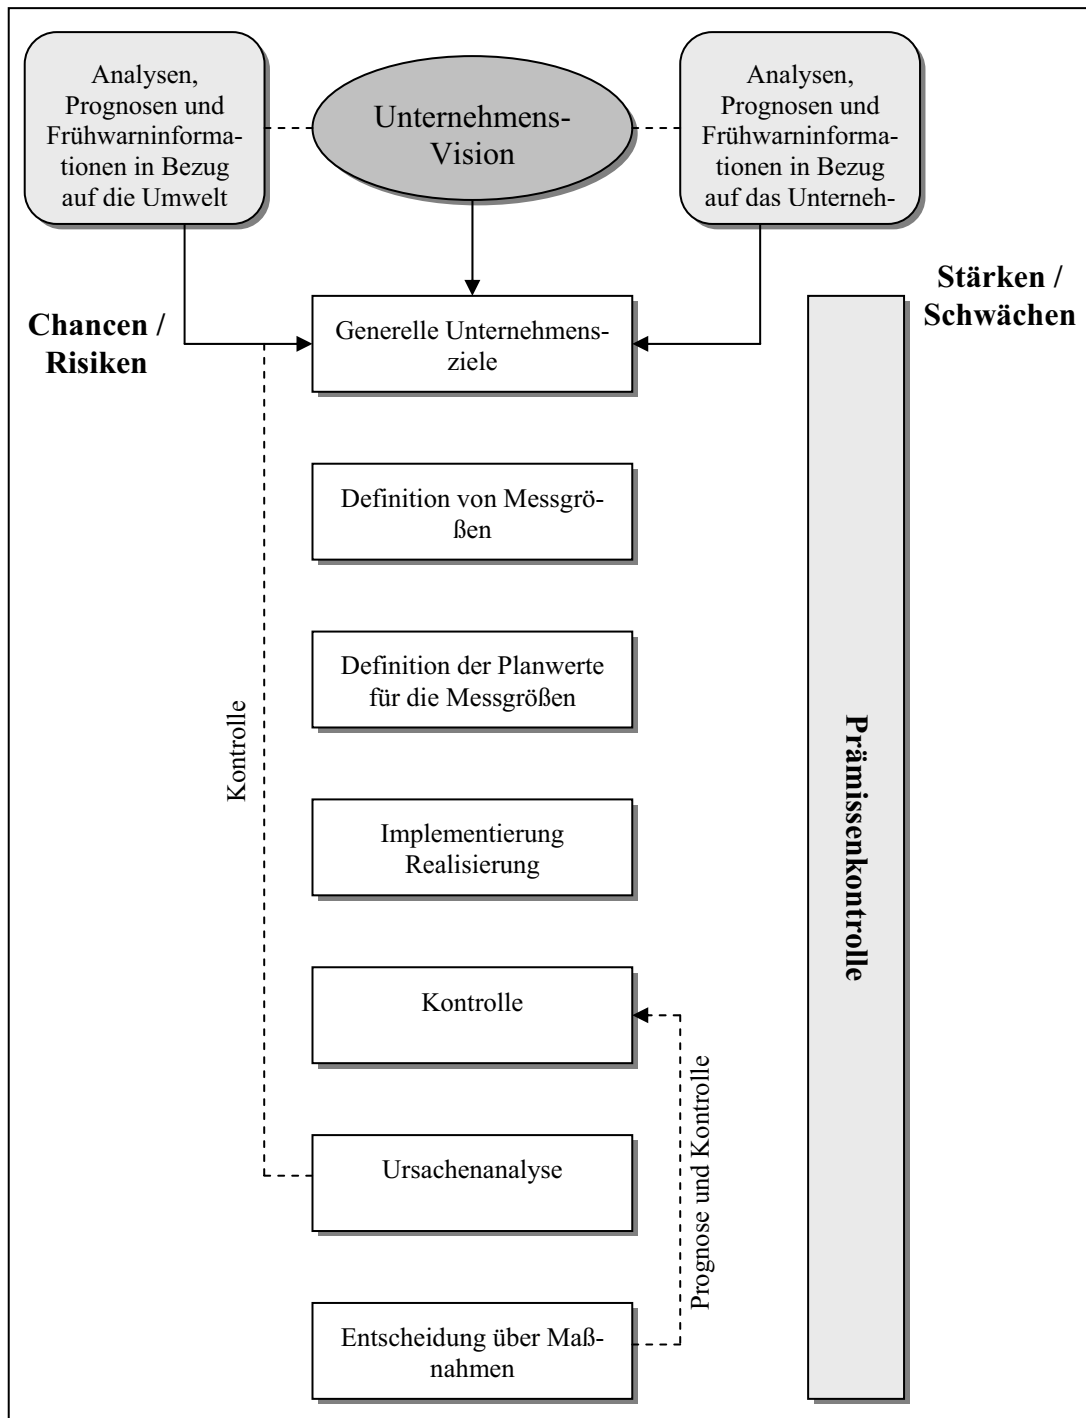 Analysen,
Prognosen und
Frühwarninforma-
tionen in Bezug
auf die Umwelt
Unternehmens-
Vision
Analysen,
Prognosen und
Frühwarninforma-
tionen in Bezug
auf das Unterneh-
Chancen /
Risiken
Stärken /
Schwächen
Generelle Unternehmens-
ziele
Definition von Messgrö-
ßen
Definition der Planwerte
für die Messgrößen
Kontrolle
Implementierung
Realisierung
Prämissenkontrolle
Kontrolle
Prognose und Kontrolle
Ursachenanalyse
Entscheidung über Maß-
nahmen